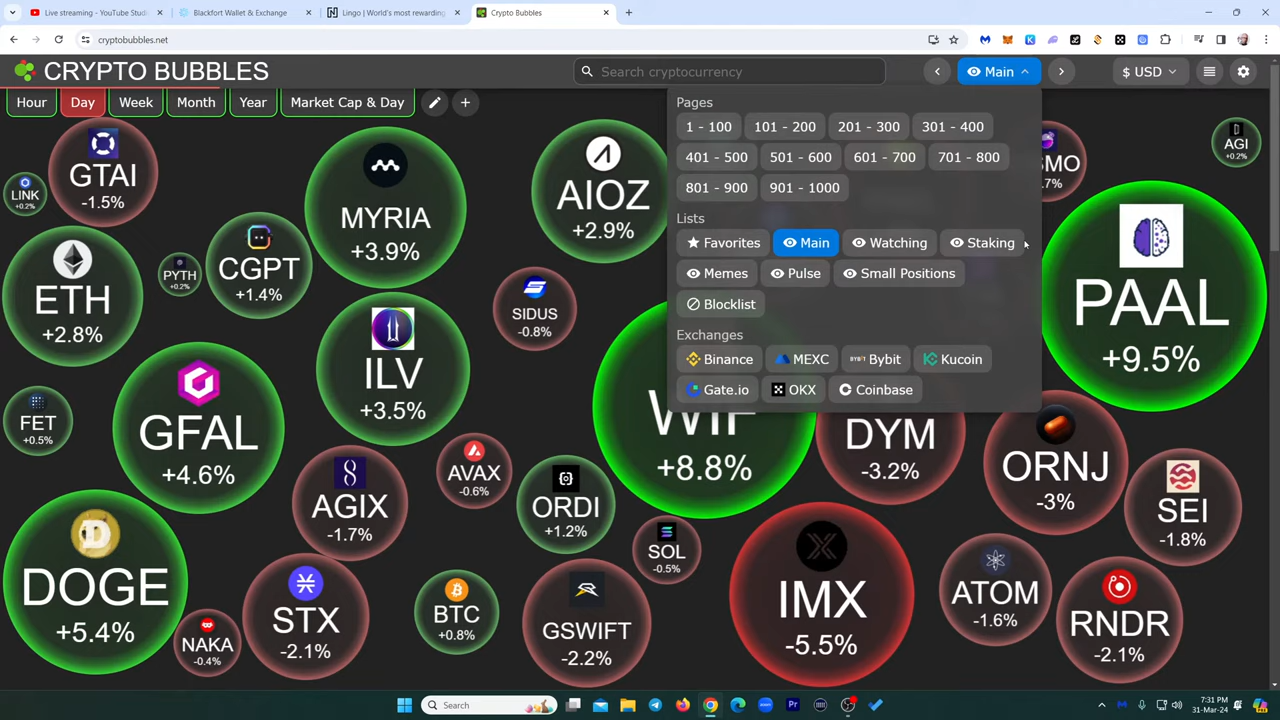 Live streaming - YouTube Stud
Blackfort Wallet & Exchange
Lingo | World's most rewarding
Crypto Bubbles
cryptobubbles.net
CRYPTO BUBBLES
Search cryptocurrency
Main
$ USD
Hour
Day
Week
Month
Year
Market Cap & Day
Pages
1 - 100
101 - 200
201 - 300
301 - 400
401 - 500
501 - 600
601 - 700
701 - 800
801 - 900
901 - 1000
Lists
Favorites
Main
Watching
Staking
Memes
Pulse
Small Positions
Blocklist
Exchanges
Binance
MEXC
BYBIT Bybit
Kucoin
Gate.io
OKX
Coinbase
GTAI
-1.5%
LINK
+0.2%
MYRIA
+3.9%
AIOZ
+2.9%
SMO
.7%
AGI
+0.2%
ETH
+2.8%
PYTH
+0.2%
CGPT
+1.4%
SIDUS
-0.8%
PAAL
+9.5%
ILV
+3.5%
FET
+0.5%
GFAL
+4.6%
WIF
+8.8%
DYM
-3.2%
ORNJ
-3%
AGIX
-1.7%
AVAX
-0.6%
ORDI
+1.2%
SEI
-1.8%
SOL
-0.5%
DOGE
+5.4%
NAKA
-0.4%
STX
-2.1%
BTC
+0.8%
GSWIFT
-2.2%
IMX
-5.5%
ATOM
-1.6%
RNDR
-2.1%
Search
7:31 PM
31-Mar-24